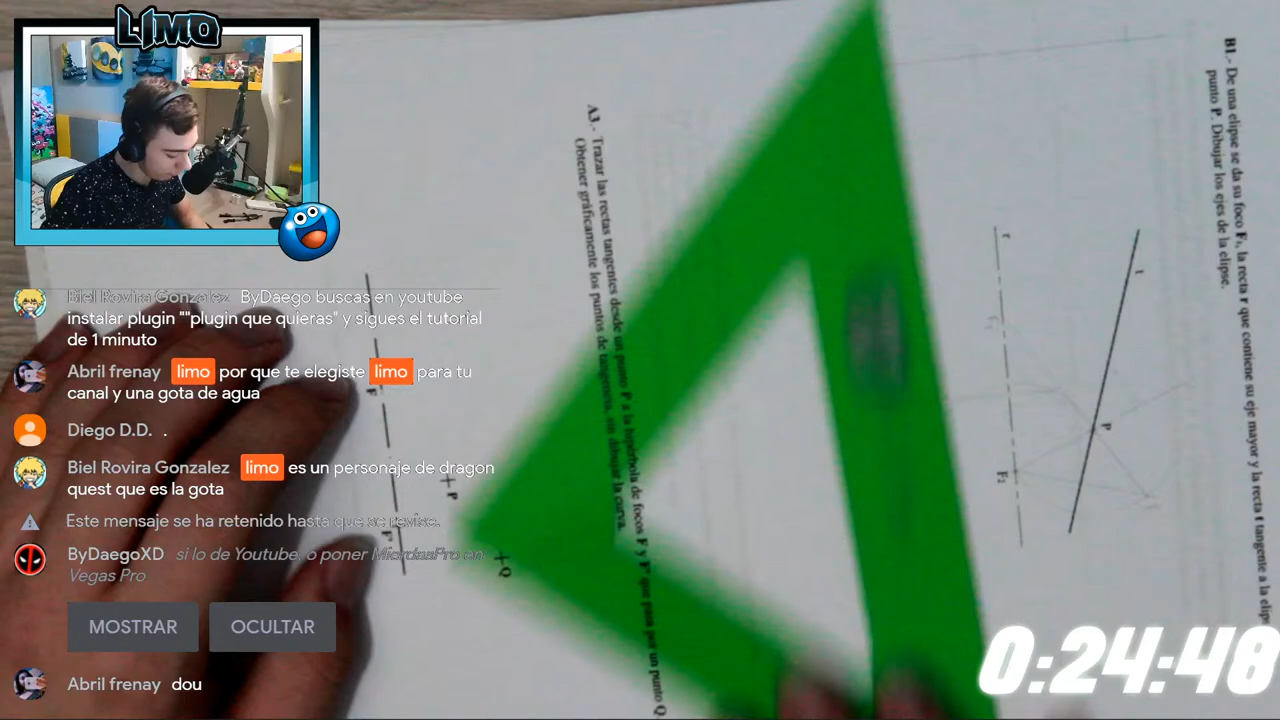 LIMO
Biel Rovira Gonzalez ByDaego buscas en youtube
instalar plugin ""plugin que quieras" y sigues el tutorial
de 1 minuto
Abril frenay limo por que te elegiste limo para tu
canal y una gota de agua
Diego D.D. .
Biel Rovira Gonzalez limo es un personaje de dragon
quest que es la gota
Este mensaje se ha retenido hasta que se revise.
ByDaegoXD si lo de Youtube, o poner MierdasPro en
Vegas Pro
MOSTRAR OCULTAR
Abril frenay dou
F
F'
P
Q
A3.- Trazar las rectas tangentes desde un punto P a la hipérbola de focos F y F' que pasa por un punto Q.
Obtener gráficamente los puntos de tangencia, sin dibujar la curva.
B1.- De una elipse se da su foco F₂, la recta r que contiene su eje mayor y la recta t tangente a la elipse
punto P. Dibujar los ejes de la elipse.
r
t
P
F₂
0:24:48